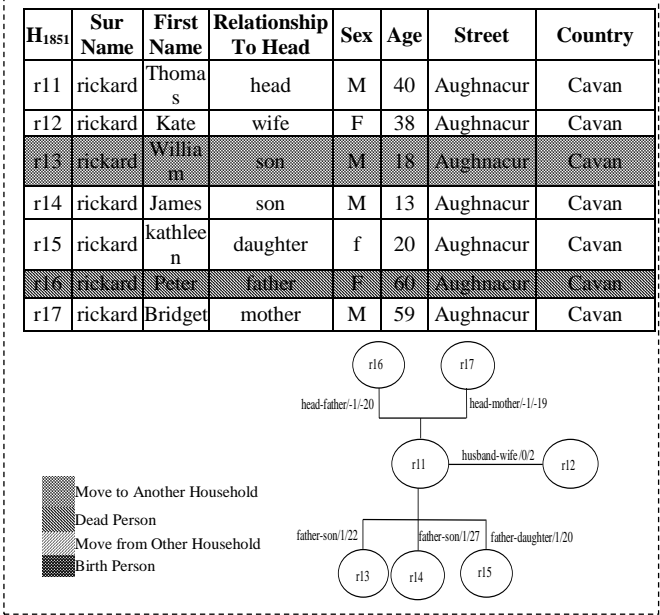 H1851 Sur Name First Name Relationship To Head Sex Age Street Country
r11 rickard Thomas head M 40 Aughnacur Cavan
r12 rickard Kate wife F 38 Aughnacur Cavan
r13 rickard William son M 18 Aughnacur Cavan
r14 rickard James son M 13 Aughnacur Cavan
r15 rickard kathleen daughter f 20 Aughnacur Cavan
r16 rickard Peter father F 60 Aughnacur Cavan
r17 rickard Bridget mother M 59 Aughnacur Cavan
r16 r17
head-father/-1/-20 head-mother/-1/-19
r11 husband-wife/0/2 r12
Move to Another Household
Dead Person
Move from Other Household
Birth Person
father-son/1/22 father-son/1/27 father-daughter/1/20
r13 r14 r15